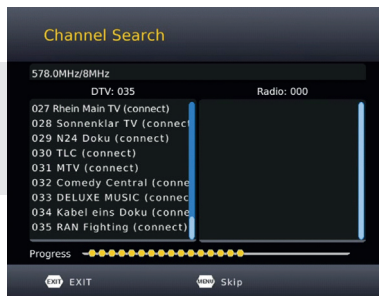 Channel Search
578.0MHz/8MHz
DTV: 035 Radio: 000
027 Rhein Main TV (connect)
028 Sonnenklar TV (connect
029 N24 Doku (connect)
030 TLC (connect)
031 MTV (connect)
032 Comedy Central (conne
033 DELUXE MUSIC (connec
034 Kabel eins Doku (conne
035 RAN Fighting (connect)
Progress
EXIT EXIT MENU Skip